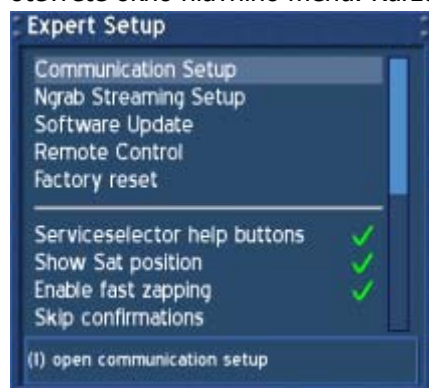 Expert Setup
Communication Setup
Ngrab Streaming Setup
Software Update
Remote Control
Factory reset
Serviceselector help buttons
Show Sat position
Enable fast zapping
Skip confirmations
(1) open communication setup